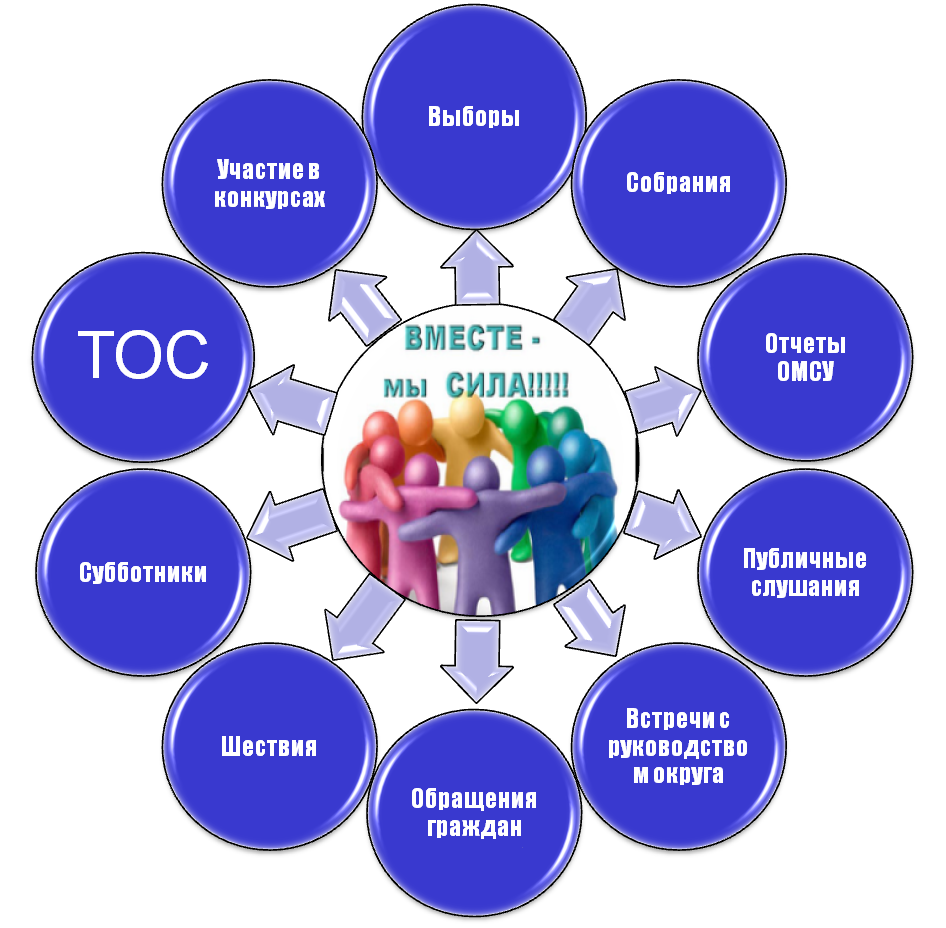 Выборы
Собрания
Отчеты
ОМСУ
Публичные
слушания
Встречи с
руководство
м округа
Обращения
граждан
Шествия
Субботники
ТОС
Участие в
конкурсах
ВМЕСТЕ -
мы СИЛА!!!!!